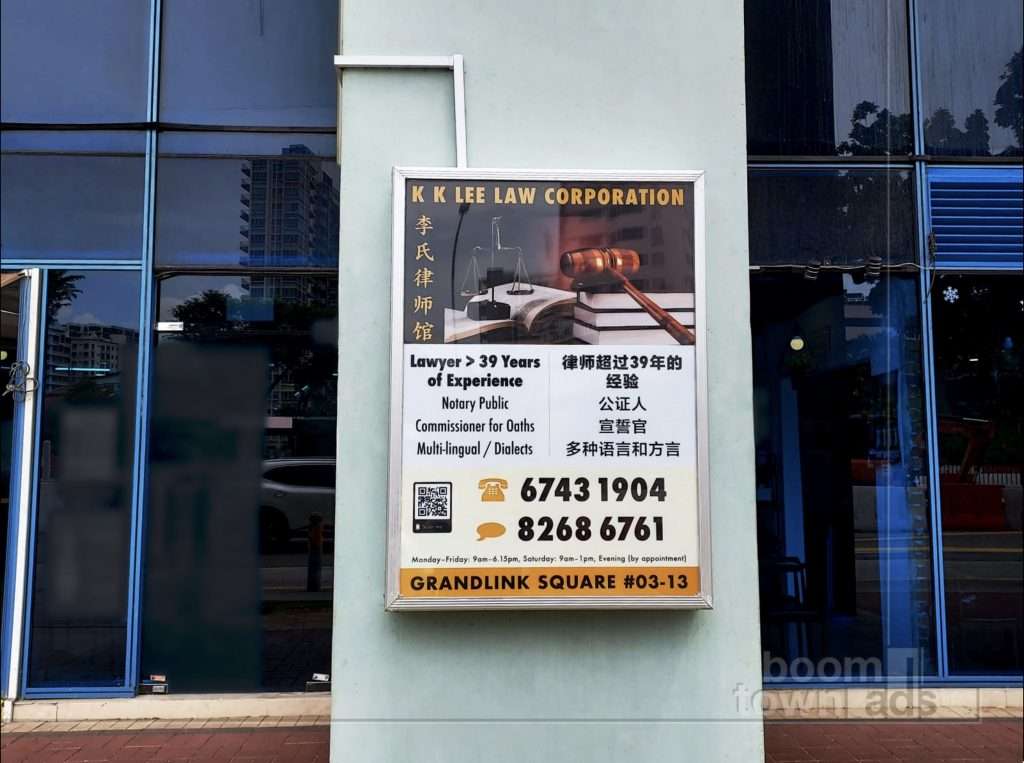 K K LEE LAW CORPORATION
李氏律师馆
Lawyer > 39 Years
of Experience
Notary Public
Commissioner for Oaths
Multi-lingual / Dialects
律师超过39年的
经验
公证人
宣誓官
多种语言和方言
6743 1904
8268 6761
Monday–Friday: 9am–6.15pm, Saturday: 9am–1pm, Evening (by appointment)
GRANDLINK SQUARE #03-13
boom
town ads